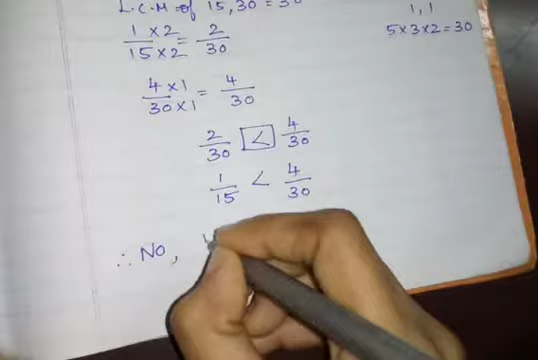 L.C.M of 15, 30 = 30
1, 1
5 × 3 × 2 = 30
1 × 2 / 15 × 2 = 2 / 30
4 × 1 / 30 × 1 = 4 / 30
2 / 30 < 4 / 30
1 / 15 < 4 / 30
∴ No,